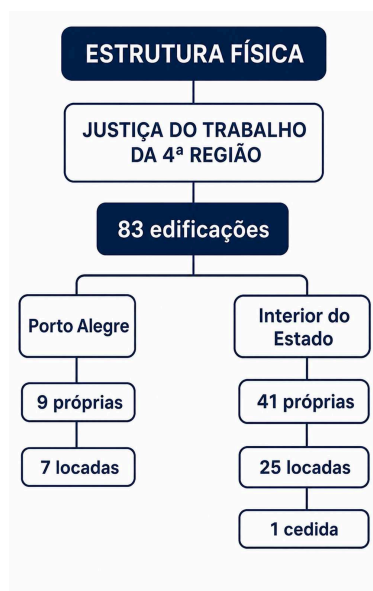 ESTRUTURA FÍSICA
JUSTIÇA DO TRABALHO
DA 4ª REGIÃO
83 edificações
Porto Alegre
9 próprias
7 locadas
Interior do
Estado
41 próprias
25 locadas
1 cedida